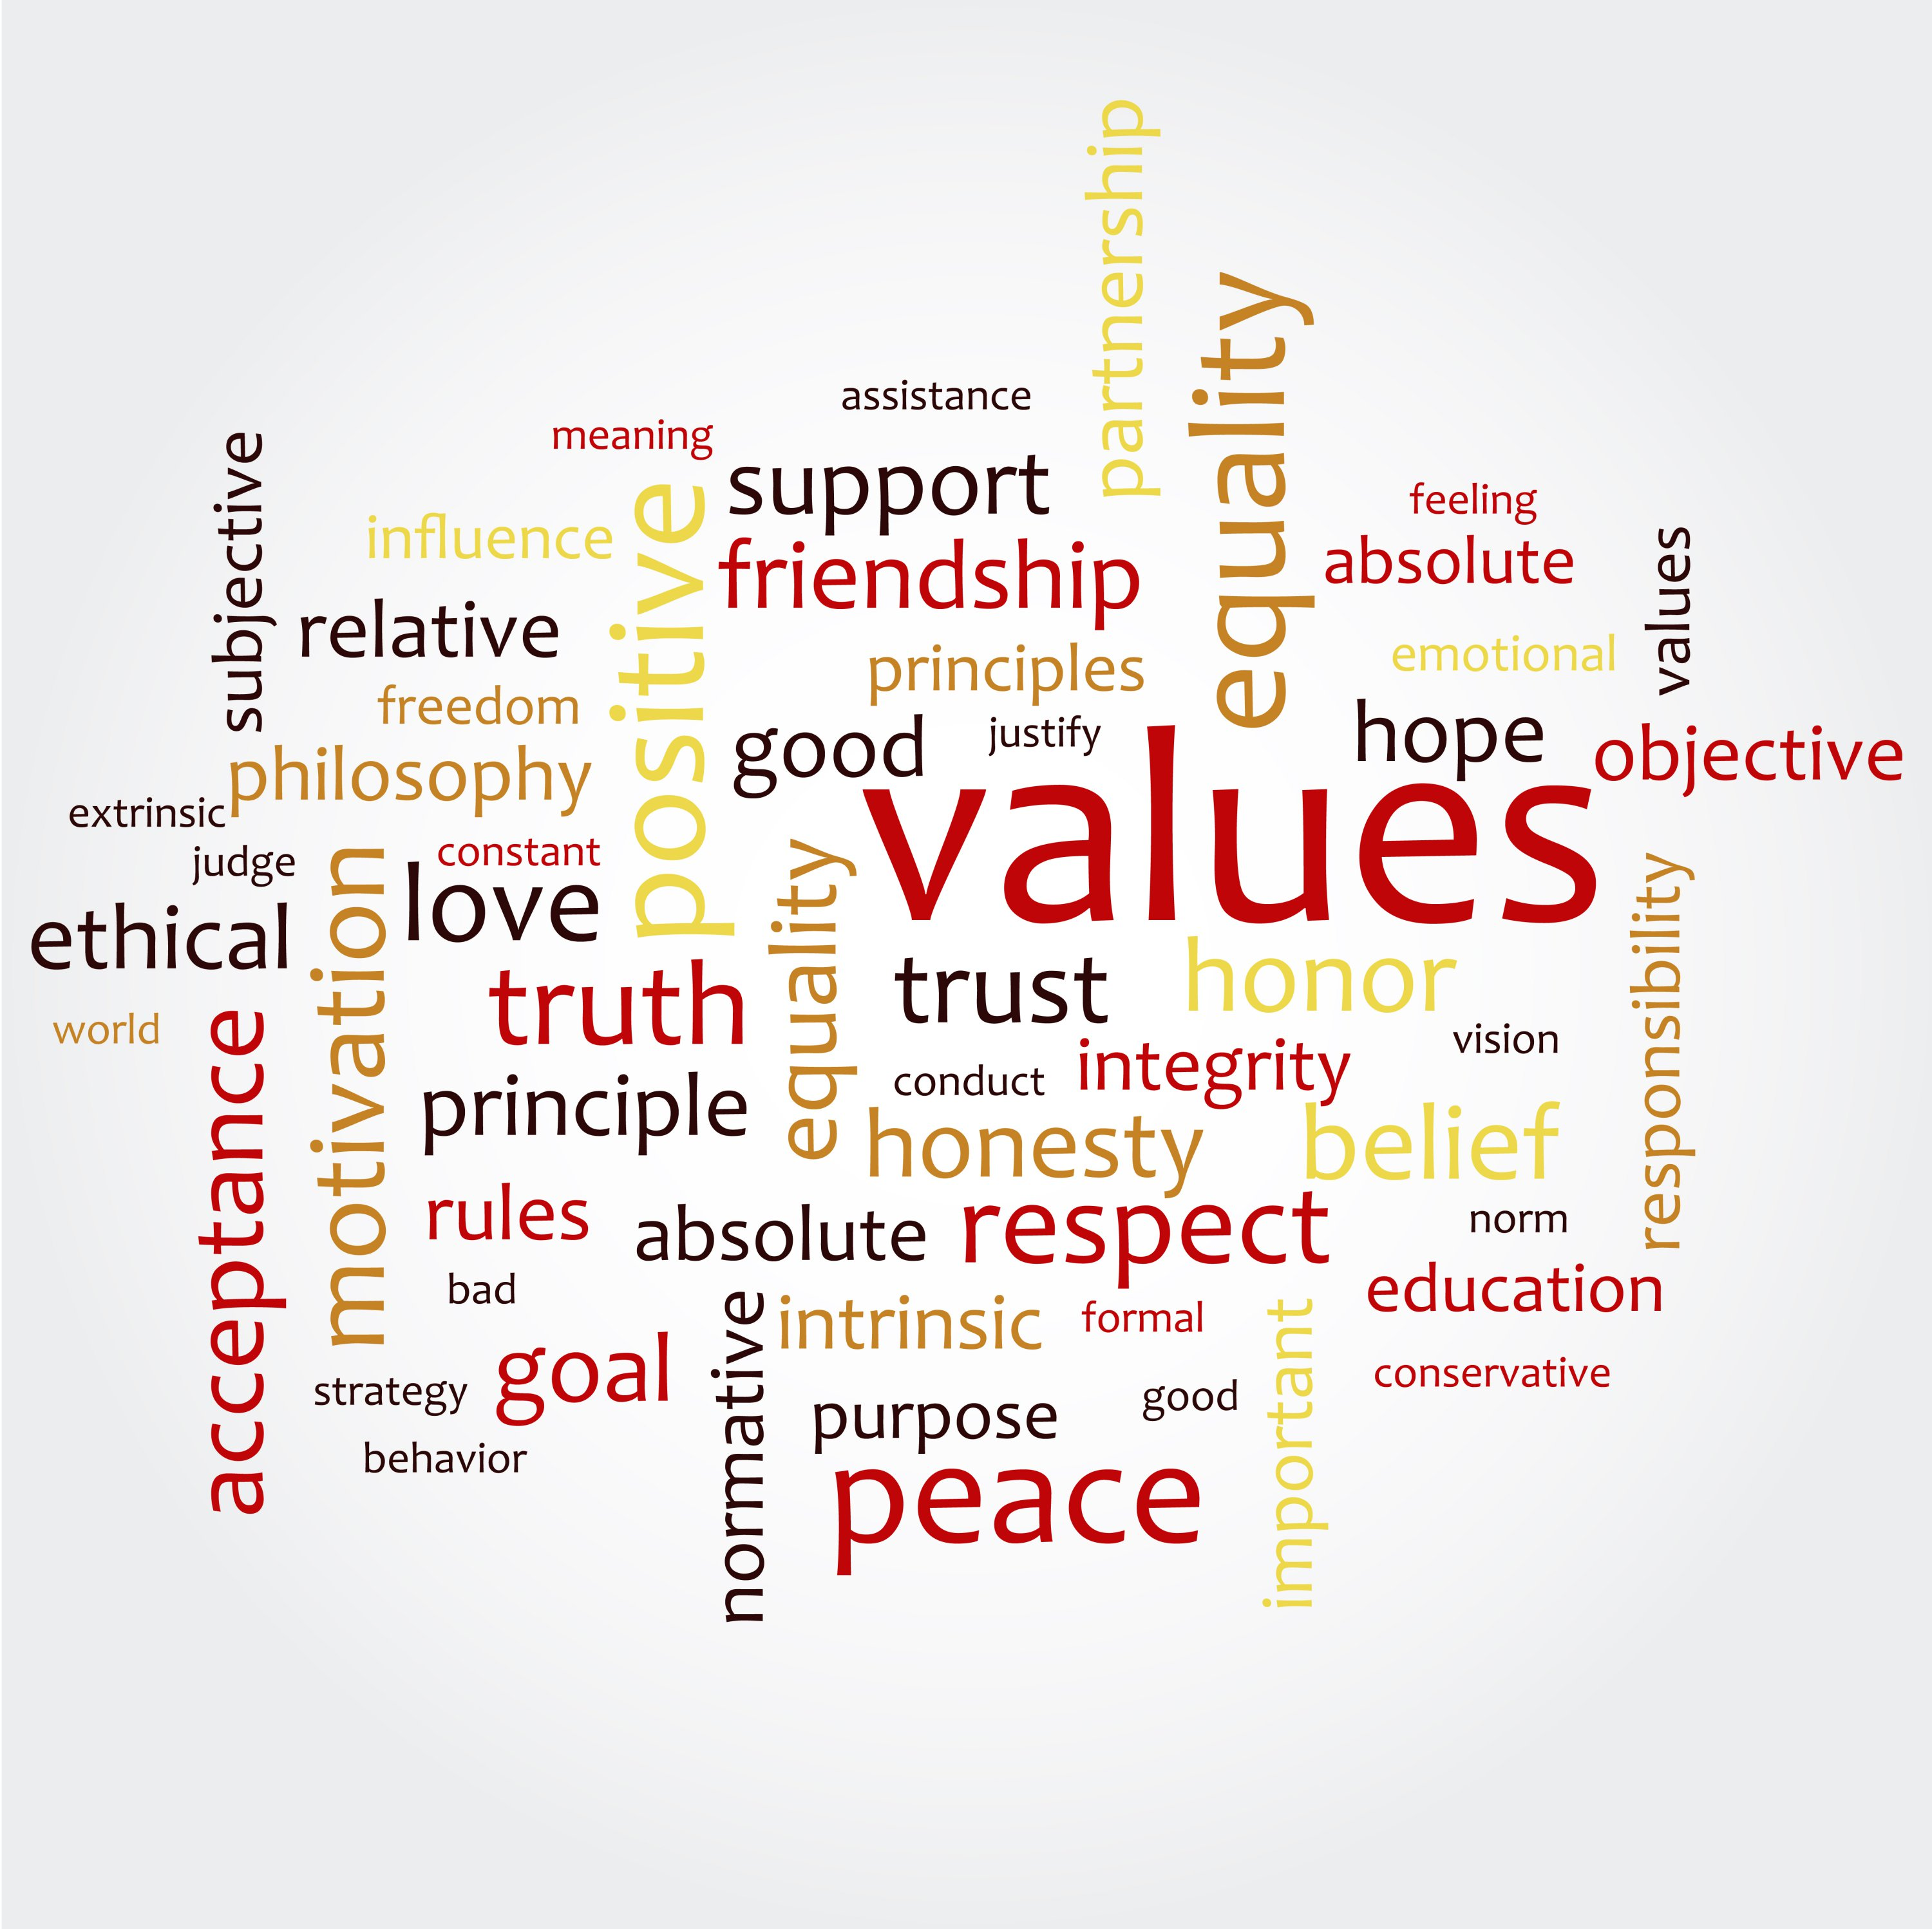 partnership
equality
assistance
meaning
support
subjective
influence
positive
friendship
feeling
absolute
values
relative
principles
emotional
freedom
good
justify
hope
objective
philosophy
values
extrinsic
judge
constant
love
ethical
motivation
equality
truth
trust
honor
responsibility
world
acceptance
vision
integrity
conduct
principle
honesty
belief
rules
absolute
respect
norm
bad
normative
intrinsic
formal
important
education
goal
strategy
purpose
good
conservative
behavior
peace